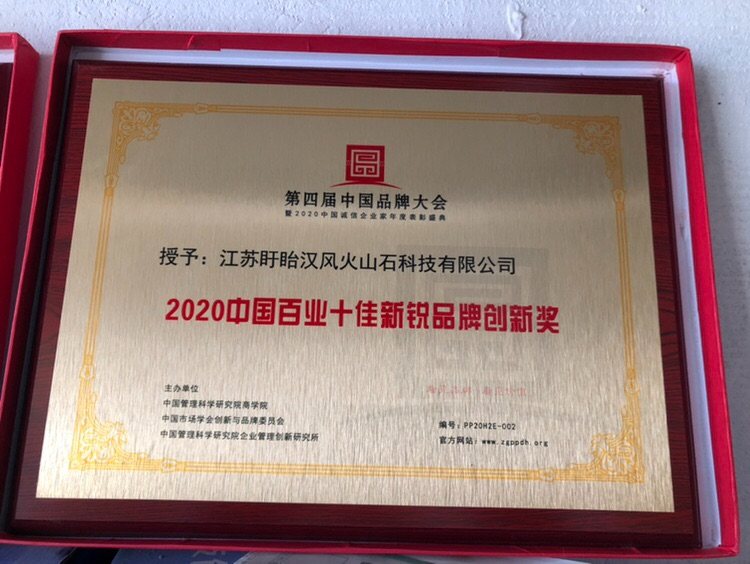 第四届中国品牌大会
暨2020中国诚信企业家年度表彰盛典
授予：江苏盱眙汉风火山石科技有限公司
2020中国百业十佳新锐品牌创新奖
主办单位
中国管理科学研究院商学院
中国市场学会创新与品牌委员会
中国管理科学研究院企业管理创新研究所
编号：PP20H2E-002
官方网站：www.zgppdh.org